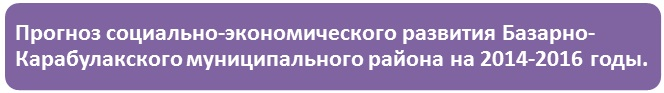 Прогноз социально-экономического развития Базарно-
Карабулакского муниципального района на 2014-2016 годы.